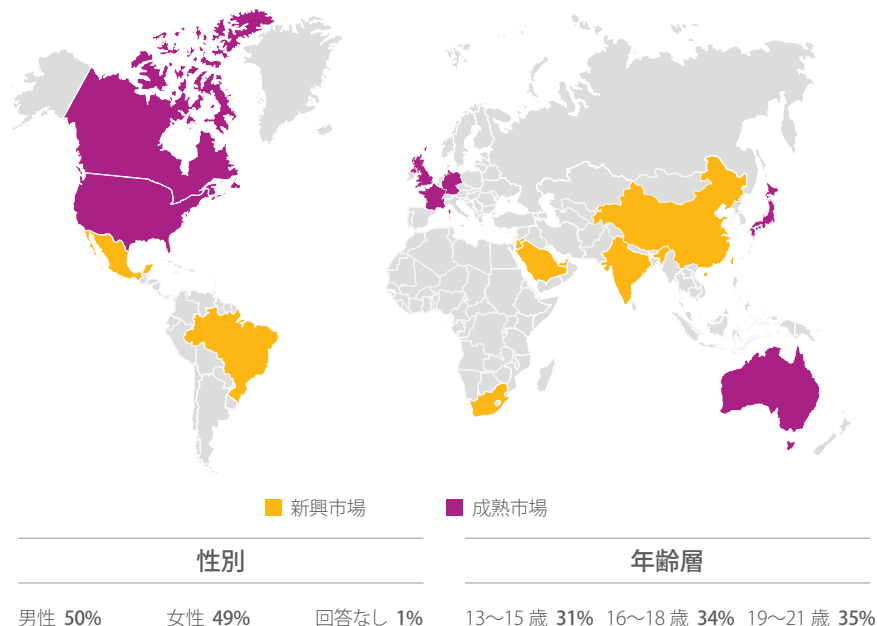 新興市場 成熟市場
性別 年齢層
男性 50% 女性 49% 回答なし 1% 13～15 歳 31% 16～18 歳 34% 19～21 歳 35%